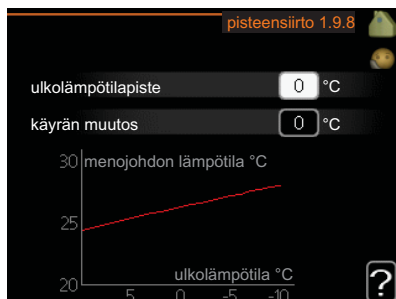 pisteensiirto 1.9.8
ulkolämpötilapiste 0 °C
käyrän muutos 0 °C
30 menojohdon lämpötila °C
25
ulkolämpötila °C
20
5 0 -5 -10
?